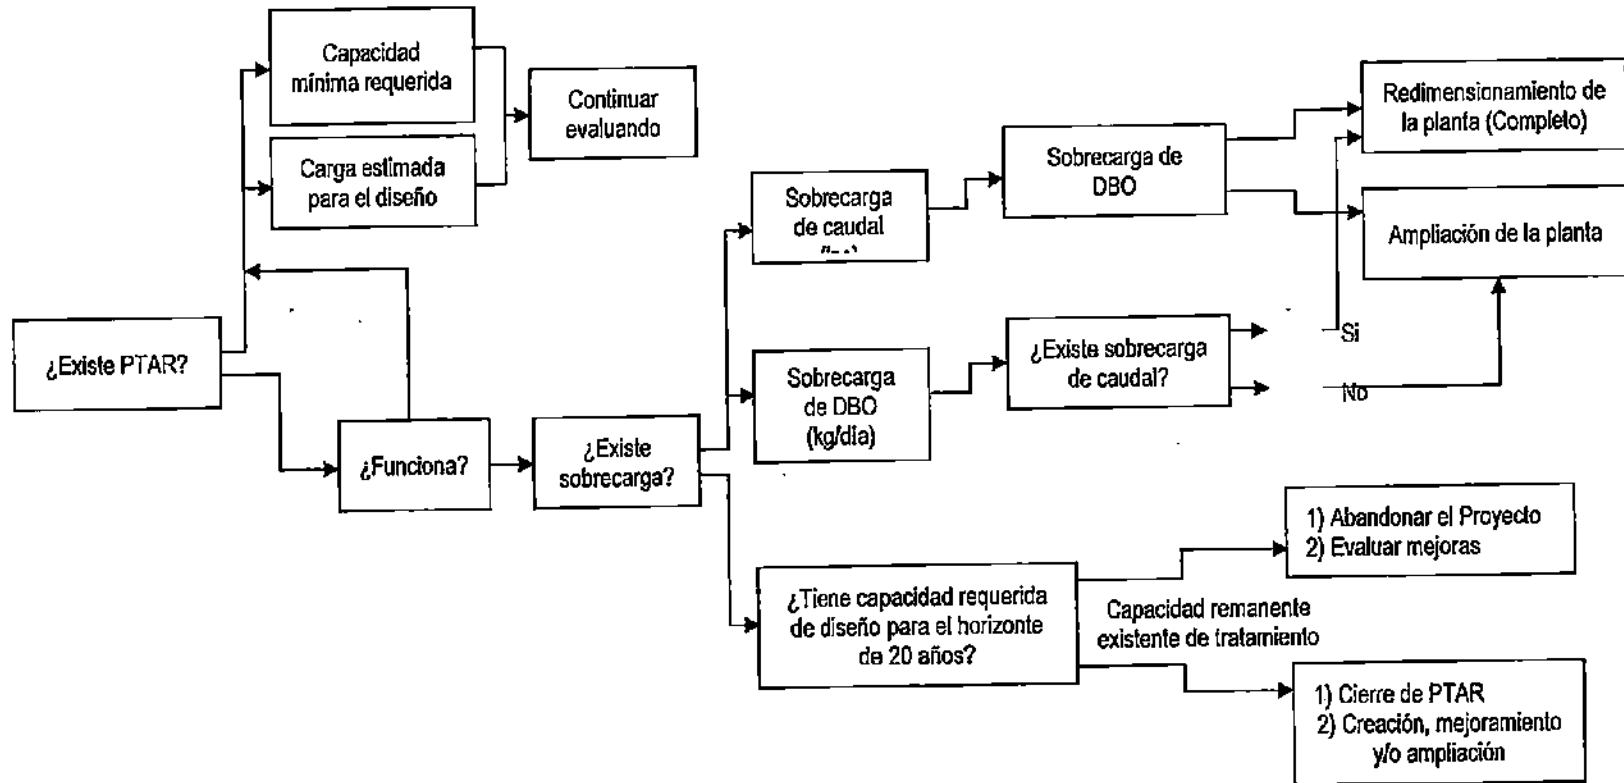 Capacidad
mínima requerida
Continuar
evaluando
Carga estimada
para el diseño
¿Existe PTAR?
¿Funciona?
¿Existe
sobrecarga?
Sobrecarga
de caudal
Sobrecarga de
DBO
Redimensionamiento de
la planta (Completo)
Ampliación de la planta
Sobrecarga
de DBO
(kg/día)
¿Existe sobrecarga
de caudal?
Si
No
¿Tiene capacidad requerida
de diseño para el horizonte
de 20 años?
1) Abandonar el Proyecto
2) Evaluar mejoras
Capacidad remanente
existente de tratamiento
1) Cierre de PTAR
2) Creación, mejoramiento
y/o ampliación